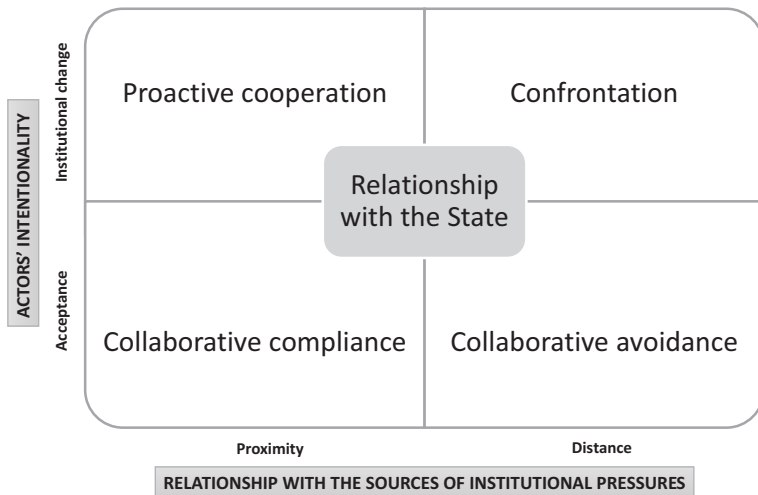 Institutional change
Proactive cooperation
Confrontation
ACTORS' INTENTIONALITY
Relationship
with the State
Acceptance
Collaborative compliance
Collaborative avoidance
Proximity
Distance
RELATIONSHIP WITH THE SOURCES OF INSTITUTIONAL PRESSURES